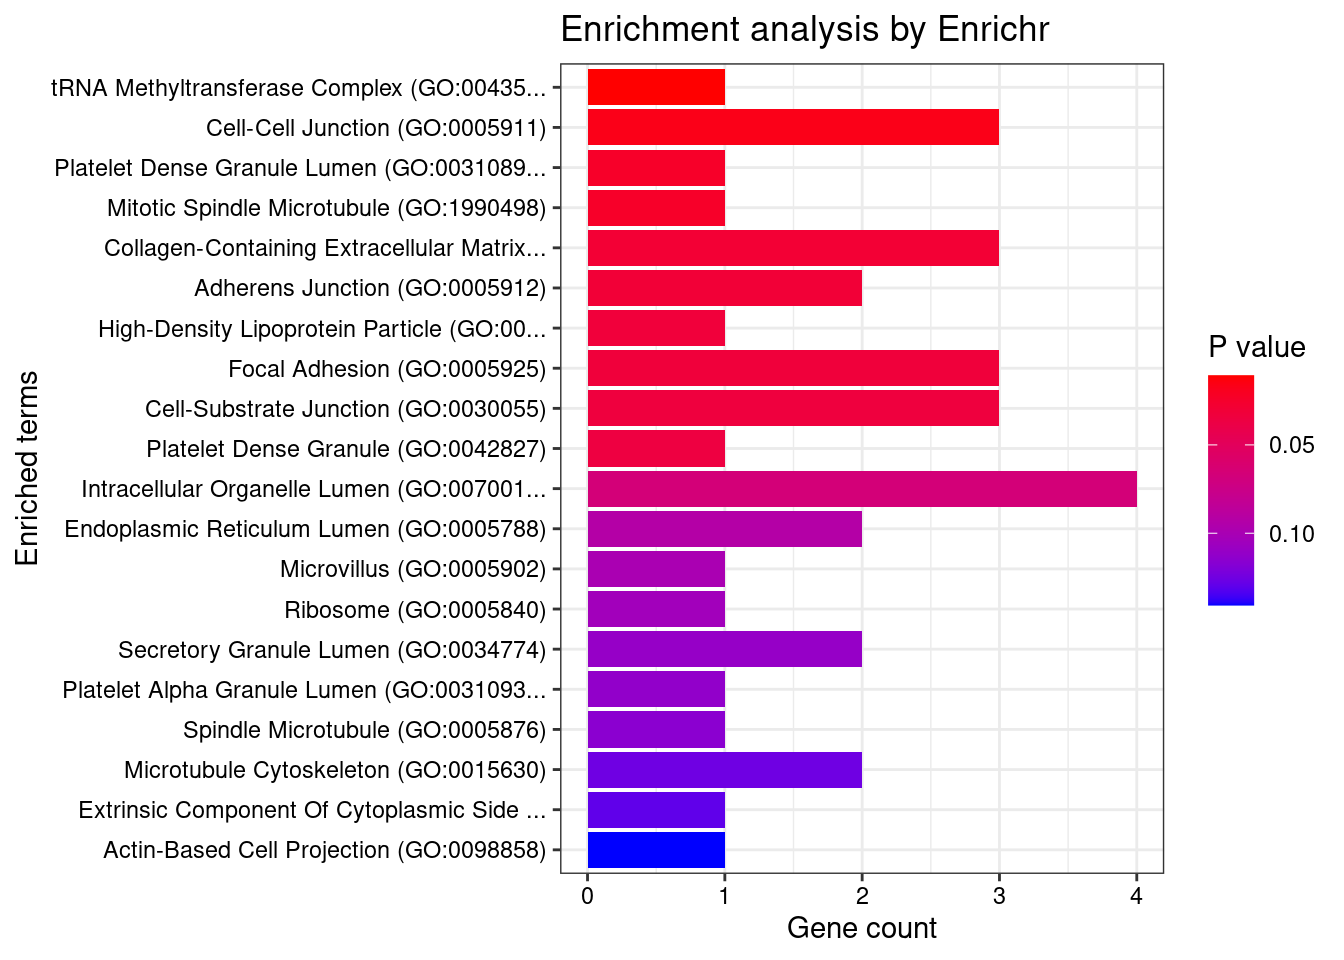 Enrichment analysis by Enrichr
tRNA Methyltransferase Complex (GO:00435...
Cell-Cell Junction (GO:0005911)
Platelet Dense Granule Lumen (GO:0031089...
Mitotic Spindle Microtubule (GO:1990498)
Collagen-Containing Extracellular Matrix...
Adherens Junction (GO:0005912)
High-Density Lipoprotein Particle (GO:00...
Focal Adhesion (GO:0005925)
Cell-Substrate Junction (GO:0030055)
Platelet Dense Granule (GO:0042827)
Intracellular Organelle Lumen (GO:007001...
Endoplasmic Reticulum Lumen (GO:0005788)
Microvillus (GO:0005902)
Ribosome (GO:0005840)
Secretory Granule Lumen (GO:0034774)
Platelet Alpha Granule Lumen (GO:0031093...
Spindle Microtubule (GO:0005876)
Microtubule Cytoskeleton (GO:0015630)
Extrinsic Component Of Cytoplasmic Side ...
Actin-Based Cell Projection (GO:0098858)
Enriched terms
0 1 2 3 4
Gene count
P value
0.05
0.10